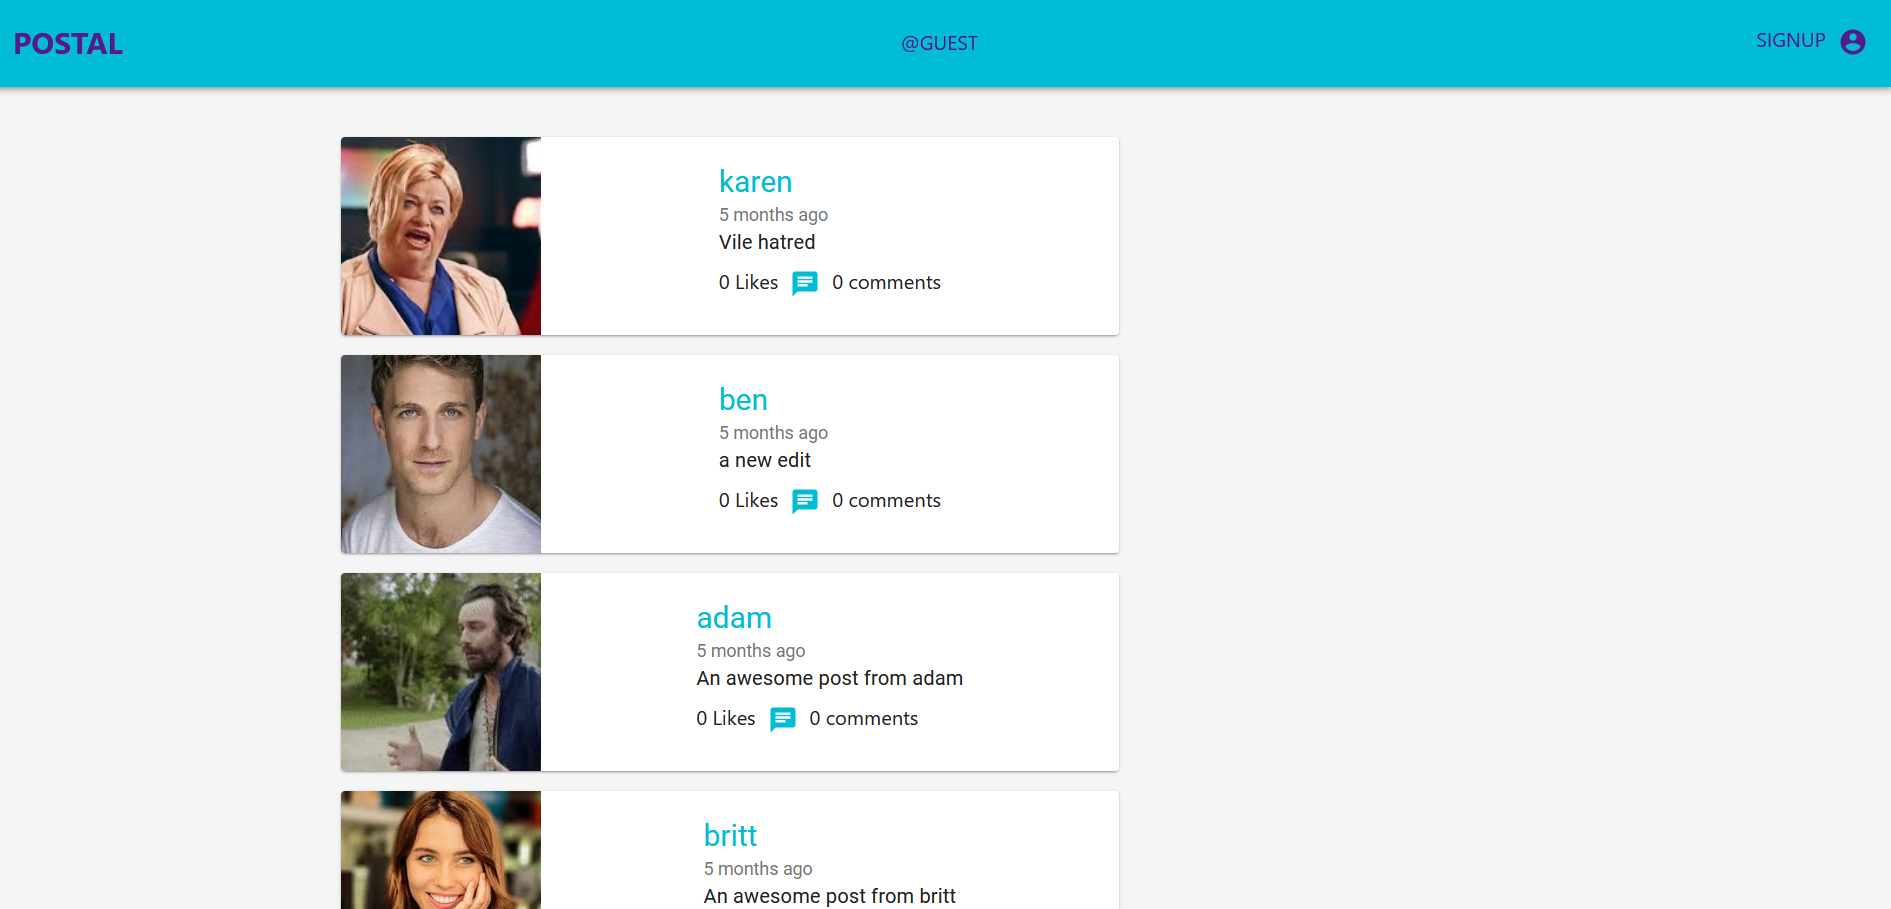 POSTAL
@GUEST
SIGNUP
karen
5 months ago
Vile hatred
0 Likes 0 comments
ben
5 months ago
a new edit
0 Likes 0 comments
adam
5 months ago
An awesome post from adam
0 Likes 0 comments
britt
5 months ago
An awesome post from britt